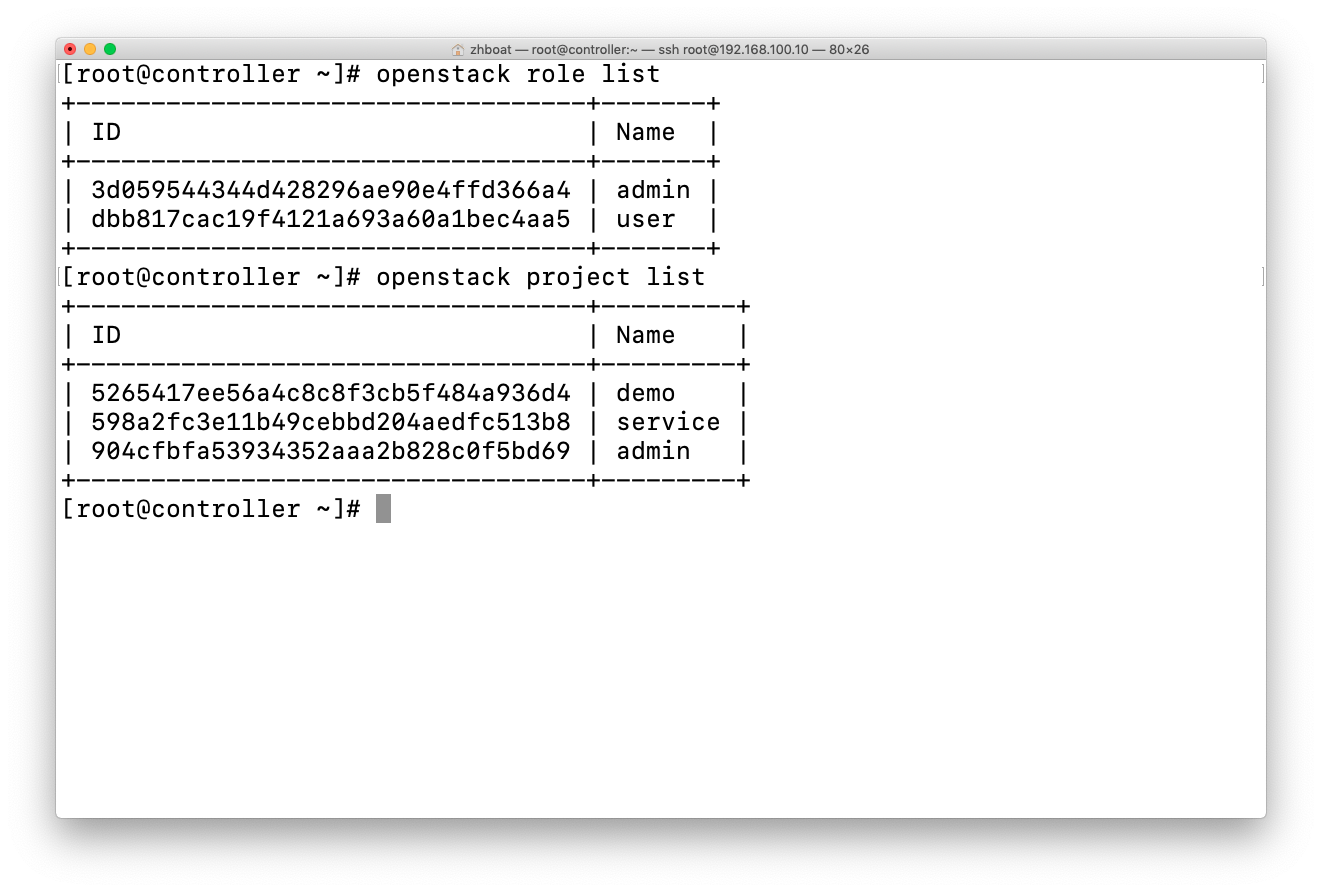 zhboat — root@controller:~ — ssh root@192.168.100.10 — 80×26
[root@controller ~]# openstack role list
+----------------------------------+-------+
| ID                               | Name  |
+----------------------------------+-------+
| 3d059544344d428296ae90e4ffd366a4 | admin |
| dbb817cac19f4121a693a60a1bec4aa5 | user  |
+----------------------------------+-------+
[root@controller ~]# openstack project list
+----------------------------------+---------+
| ID                               | Name    |
+----------------------------------+---------+
| 5265417ee56a4c8c8f3cb5f484a936d4 | demo    |
| 598a2fc3e11b49cebbd204aedfc513b8 | service |
| 904cfbfa53934352aaa2b828c0f5bd69 | admin   |
+----------------------------------+---------+
[root@controller ~]#